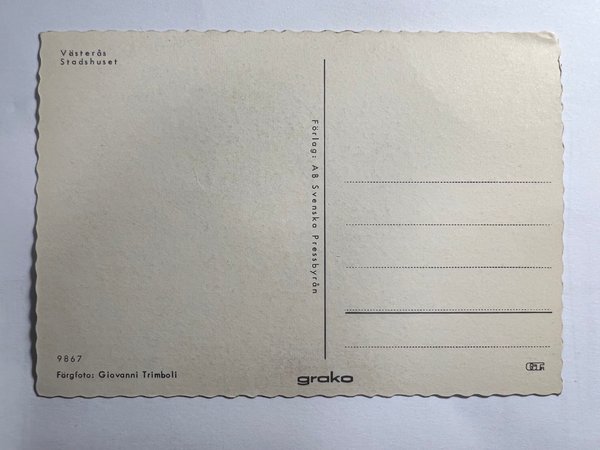 Västerås
Stadshuset
Förlag: AB Svenska Pressbyrån
9867
Färgfoto: Giovanni Trimboli
grako